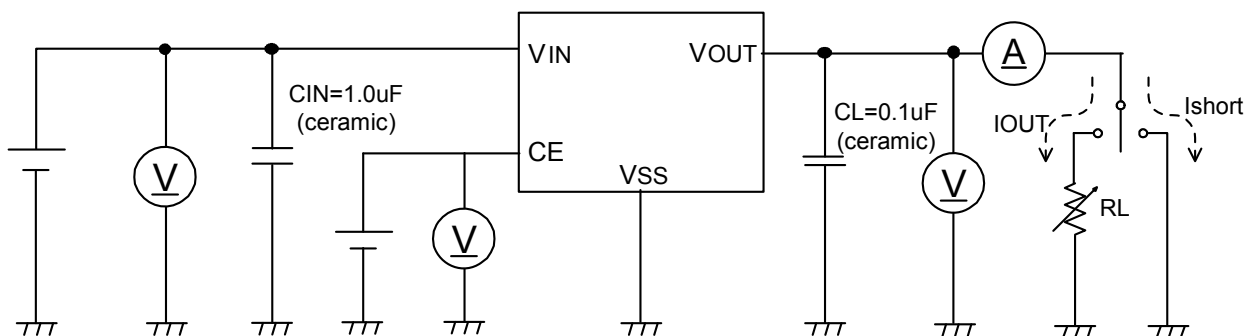 VIN
VOUT
A
CIN=1.0uF
(ceramic)
CL=0.1uF
(ceramic)
IOUT
Ishort
V
CE
VSS
V
V
RL